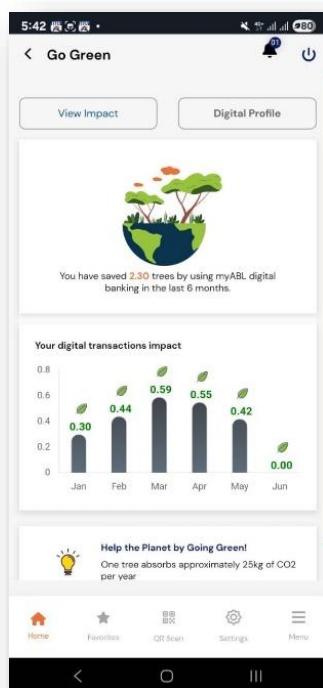 5:42
80
Go Green
01
View Impact
Digital Profile
You have saved 2.30 trees by using myABL digital
banking in the last 6 months.
Your digital transactions impact
0.8
0.6
0.4
0.2
0
0.30
0.44
0.59
0.55
0.42
0.00
Jan Feb Mar Apr May Jun
Help the Planet by Going Green!
One tree absorbs approximately 25kg of CO2
per year
Home Favorites QR Scan Settings Menu